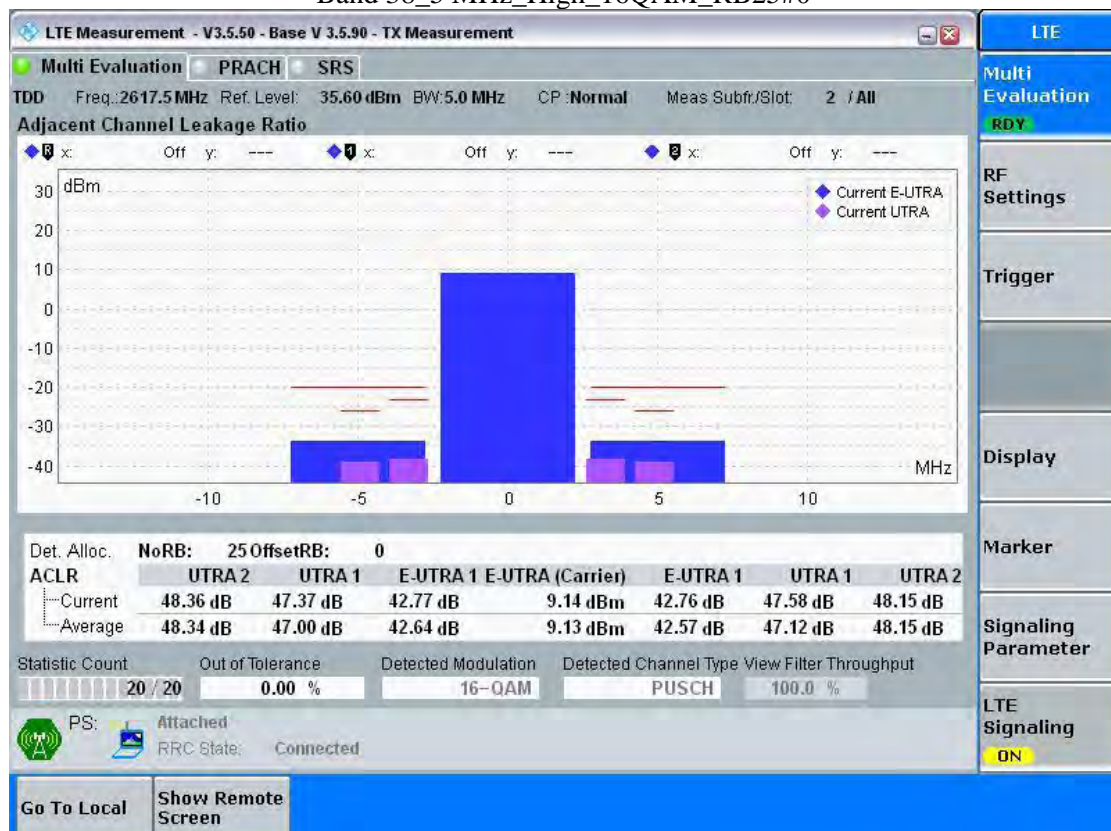 Band 38_5 MHz_High_16QAM_RB25#0
LTE Measurement - V3.5.50 - Base V 3.5.90 - TX Measurement
LTE
Multi Evaluation PRACH SRS
Multi
Evaluation
RDY
TDD Freq.:2617.5 MHz Ref. Level: 35.60 dBm BW:5.0 MHz CP :Normal Meas Subfr./Slot: 2 / All
Adjacent Channel Leakage Ratio
R x: Off y: --- 1 x: Off y: --- 2 x: Off y: ---
30 dBm
Current E-UTRA
Current UTRA
20
10
0
-10
-20
-30
-40
MHz
-10 -5 0 5 10
RF
Settings
Trigger
Display
Marker
Signaling
Parameter
LTE
Signaling
ON
Det. Alloc. NoRB: 25 OffsetRB: 0
ACLR UTRA 2 UTRA 1 E-UTRA 1 E-UTRA (Carrier) E-UTRA 1 UTRA 1 UTRA 2
Current 48.36 dB 47.37 dB 42.77 dB 9.14 dBm 42.76 dB 47.58 dB 48.15 dB
Average 48.34 dB 47.00 dB 42.64 dB 9.13 dBm 42.57 dB 47.12 dB 48.15 dB
Statistic Count Out of Tolerance Detected Modulation Detected Channel Type View Filter Throughput
20 / 20 0.00 % 16-QAM PUSCH 100.0 %
PS: Attached
RRC State: Connected
Go To Local
Show Remote
Screen